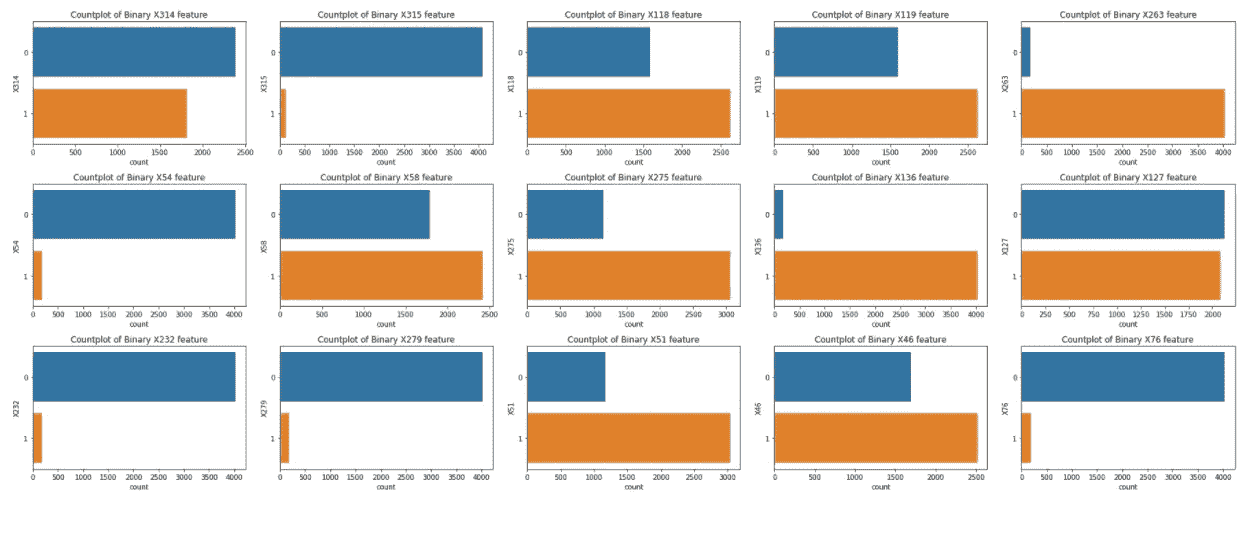 Countplot of Binary X314 feature
X314
0
1
0 500 1000 1500 2000 2500
count
Countplot of Binary X315 feature
X315
0
1
0 500 1000 1500 2000 2500 3000 3500 4000
count
Countplot of Binary X118 feature
X118
0
1
0 500 1000 1500 2000 2500
count
Countplot of Binary X119 feature
X119
0
1
0 500 1000 1500 2000 2500
count
Countplot of Binary X263 feature
X263
0
1
0 500 1000 1500 2000 2500 3000 3500 4000
count
Countplot of Binary X54 feature
X54
0
1
0 500 1000 1500 2000 2500 3000 3500 4000
count
Countplot of Binary X58 feature
X58
0
1
0 500 1000 1500 2000 2500
count
Countplot of Binary X275 feature
X275
0
1
0 500 1000 1500 2000 2500 3000
count
Countplot of Binary X136 feature
X136
0
1
0 500 1000 1500 2000 2500 3000 3500 4000
count
Countplot of Binary X127 feature
X127
0
1
0 250 500 750 1000 1250 1500 1750 2000
count
Countplot of Binary X232 feature
X232
0
1
0 500 1000 1500 2000 2500 3000 3500 4000
count
Countplot of Binary X279 feature
X279
0
1
0 500 1000 1500 2000 2500 3000 3500 4000
count
Countplot of Binary X51 feature
X51
0
1
0 500 1000 1500 2000 2500 3000
count
Countplot of Binary X46 feature
X46
0
1
0 500 1000 1500 2000 2500
count
Countplot of Binary X76 feature
X76
0
1
0 500 1000 1500 2000 2500 3000 3500 4000
count